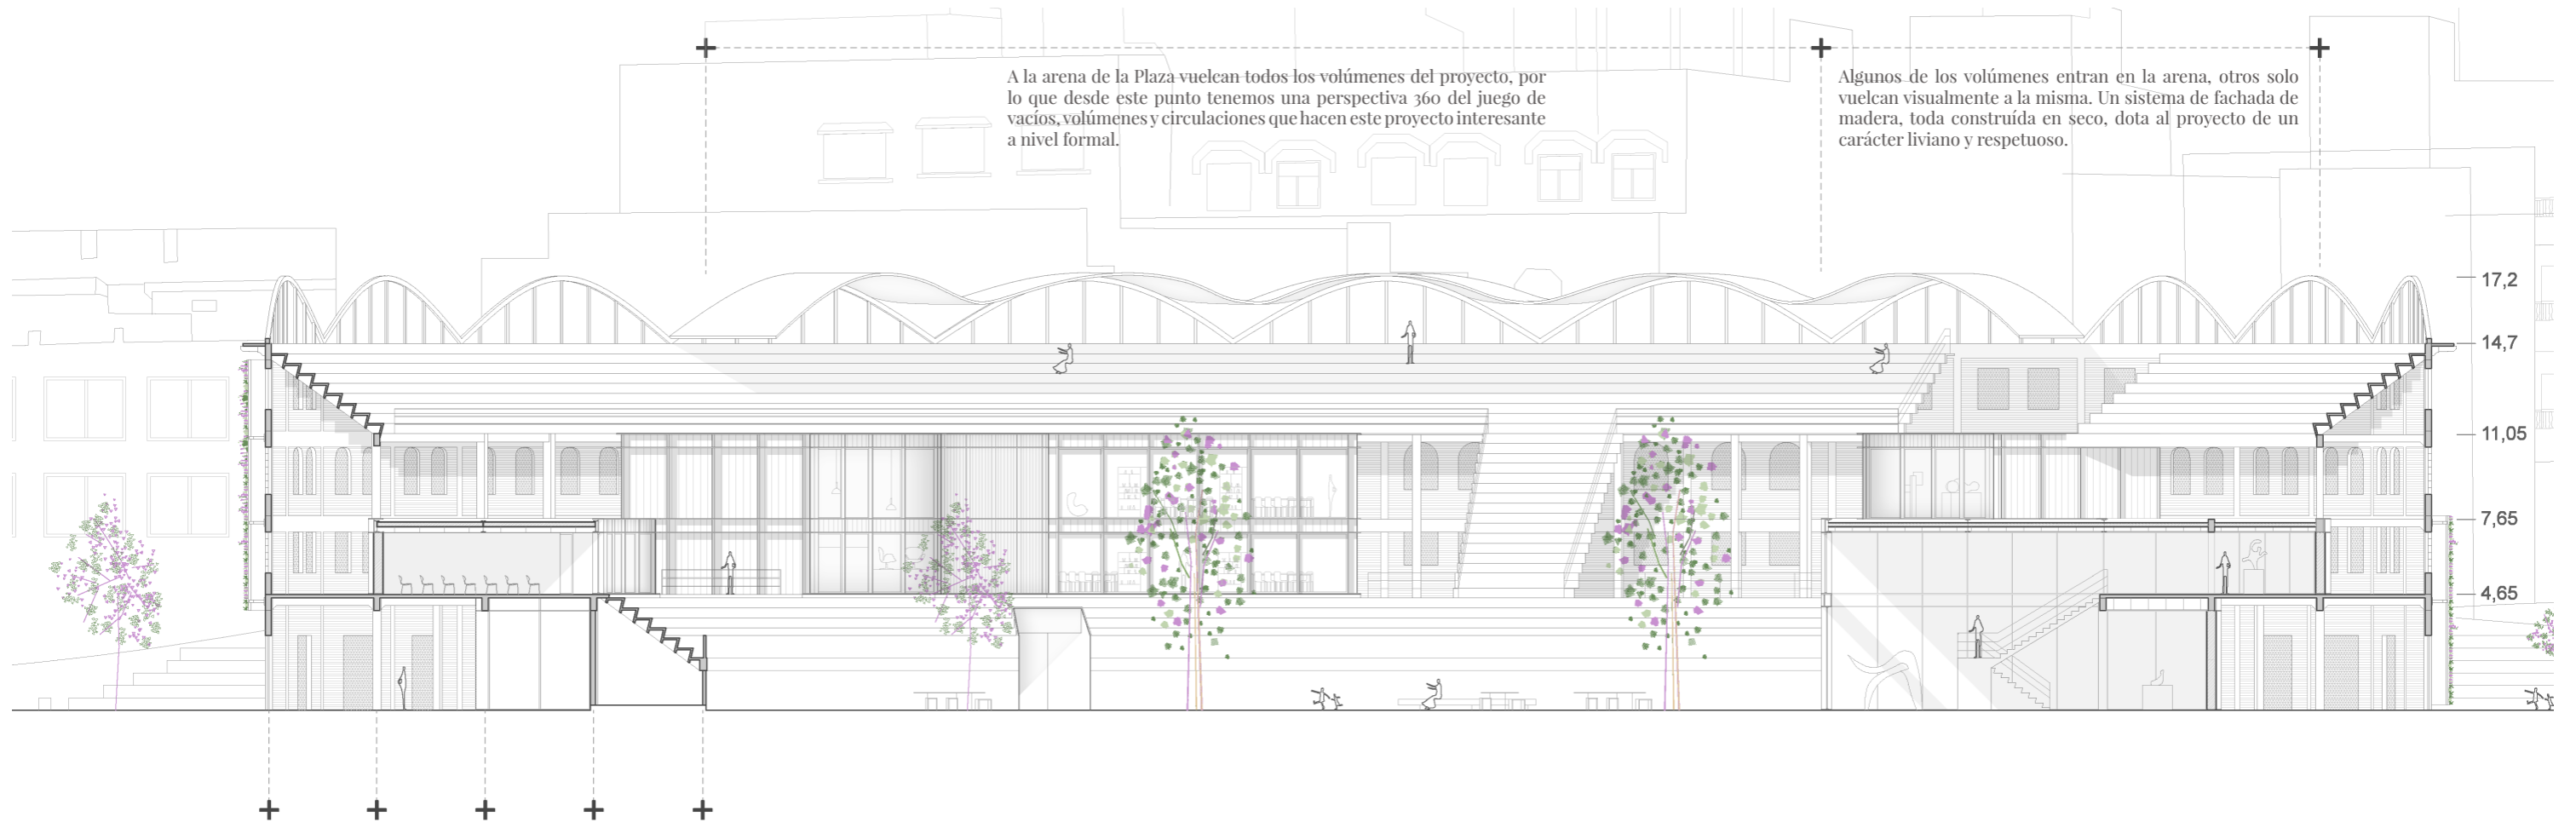 A la arena de la Plaza vuelcan todos los volúmenes del proyecto, por
lo que desde este punto tenemos una perspectiva 360 del juego de
vacíos, volúmenes y circulaciones que hacen este proyecto interesante
a nivel formal.
Algunos de los volúmenes entran en la arena, otros solo
vuelcan visualmente a la misma. Un sistema de fachada de
madera, toda construída en seco, dota al proyecto de un
carácter liviano y respetuoso.
17,2
14,7
11,05
7,65
4,65